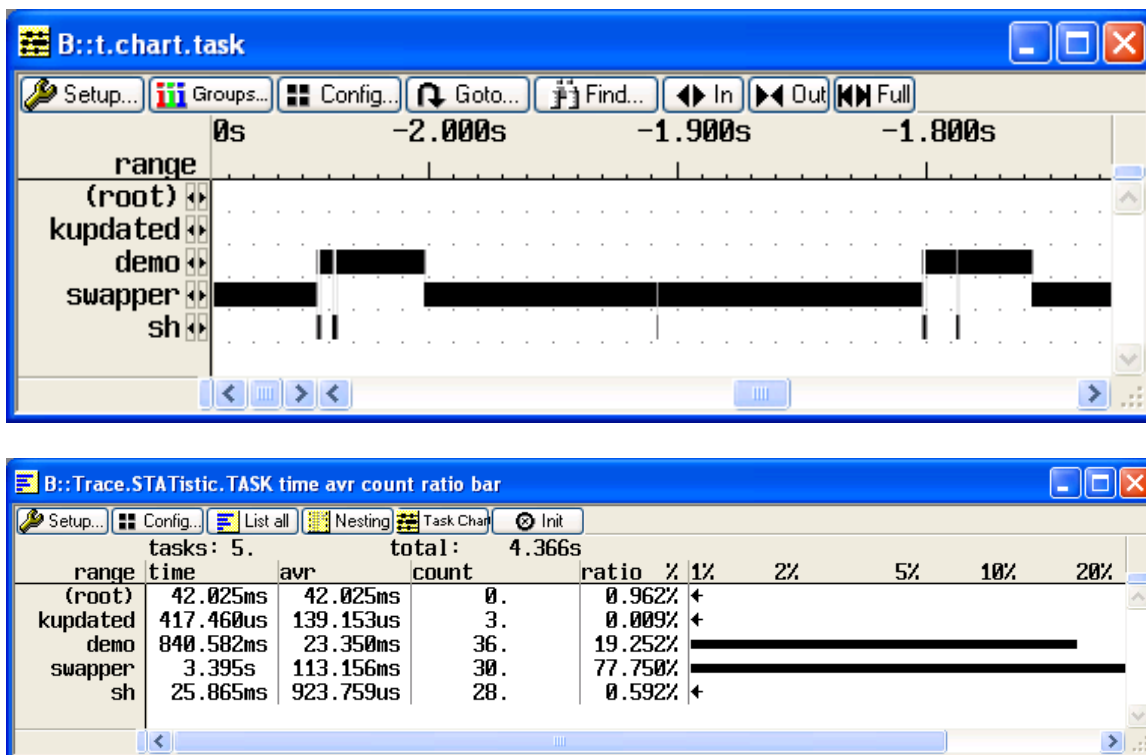 B::t.chart.task
Setup... Groups... Config... Goto... Find... In Out Full
0s -2.000s -1.900s -1.800s
range
(root)
kupdated
demo
swapper
sh
B::Trace.STATistic.TASK time avr count ratio bar
Setup... Config... List all Nesting Task Chart Init
tasks: 5. total: 4.366s
range time avr count ratio % 1% 2% 5% 10% 20%
(root) 42.025ms 42.025ms 0. 0.962%
kupdated 417.460us 139.153us 3. 0.009%
demo 840.582ms 23.350ms 36. 19.252%
swapper 3.395s 113.156ms 30. 77.750%
sh 25.865ms 923.759us 28. 0.592%